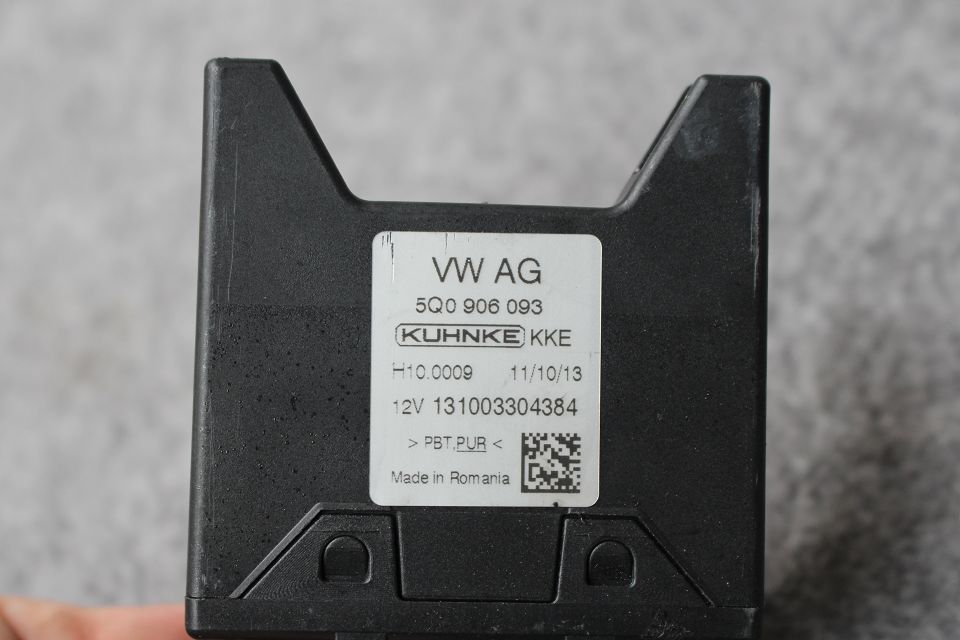 VW AG
5Q0 906 093
KUHNKE KKE
H10.0009 11/10/13
12V 131003304384
> PBT,PUR <
Made in Romania